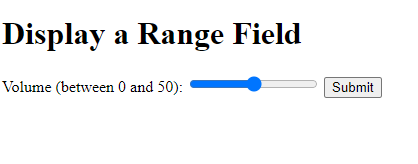 Display a Range Field
Volume (between 0 and 50): Submit